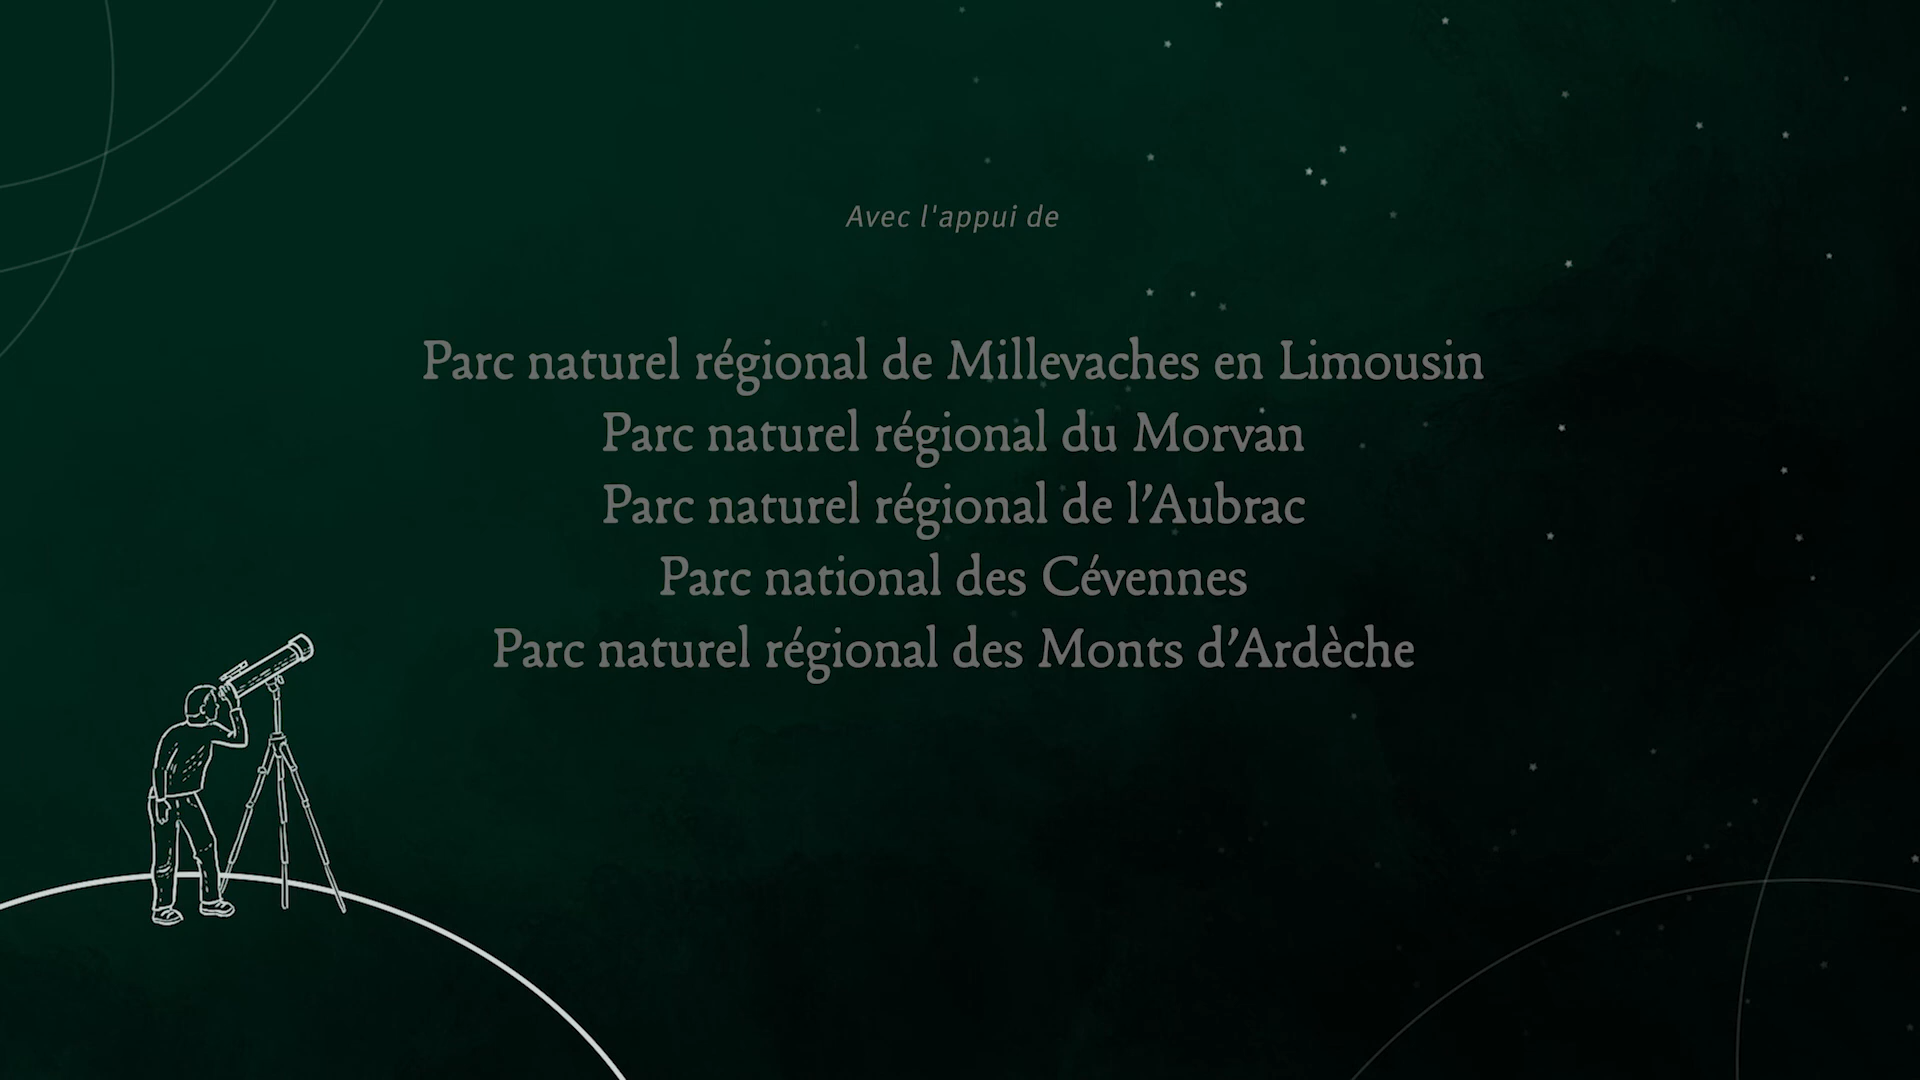 Avec l'appui de
Parc naturel régional de Millevaches en Limousin
Parc naturel régional du Morvan
Parc naturel régional de l’Aubrac
Parc national des Cévennes
Parc naturel régional des Monts d’Ardèche